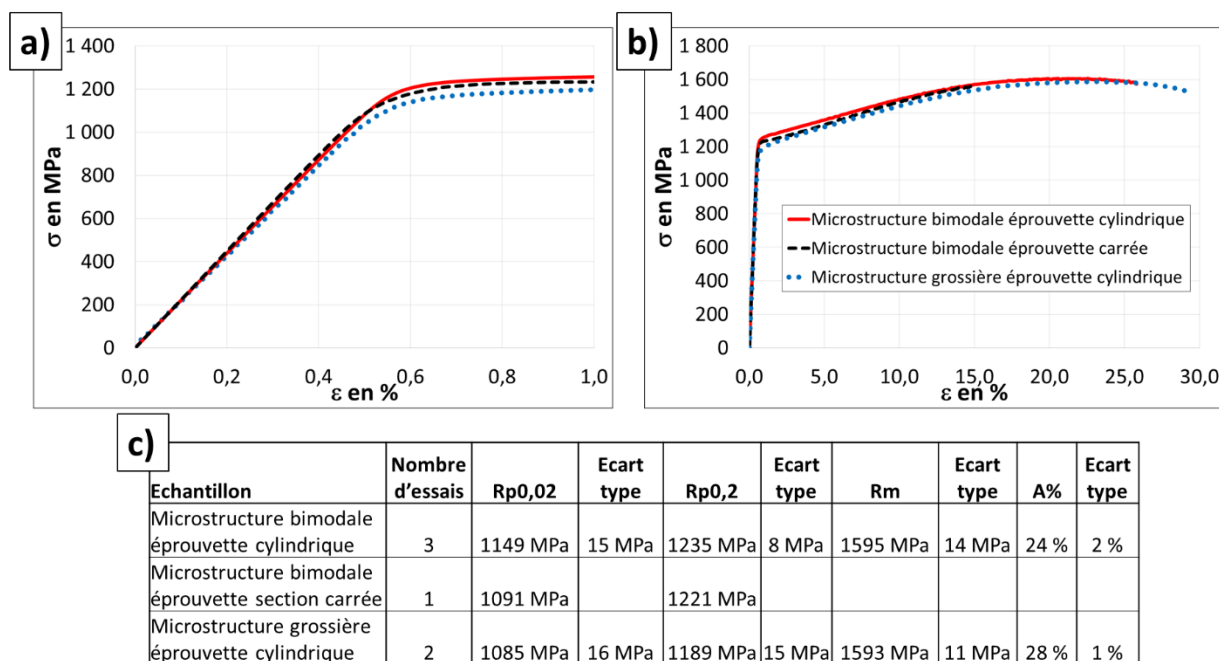 a)
1 400
1 200
1 000
800
600
400
200
0
σ en MPa
0,0 0,2 0,4 0,6 0,8 1,0
ε en %
b)
1 800
1 600
1 400
1 200
1 000
800
600
400
200
0
σ en MPa
Microstructure bimodale éprouvette cylindrique
Microstructure bimodale éprouvette carrée
Microstructure grossière éprouvette cylindrique
0,0 5,0 10,0 15,0 20,0 25,0 30,0
ε en %
c)
Echantillon Nombre d'essais Rp0,02 Ecart type Rp0,2 Ecart type Rm Ecart type A% Ecart type
Microstructure bimodale
éprouvette cylindrique 3 1149 MPa 15 MPa 1235 MPa 8 MPa 1595 MPa 14 MPa 24 % 2 %
Microstructure bimodale
éprouvette section carrée 1 1091 MPa 1221 MPa
Microstructure grossière
éprouvette cylindrique 2 1085 MPa 16 MPa 1189 MPa 15 MPa 1593 MPa 11 MPa 28 % 1 %